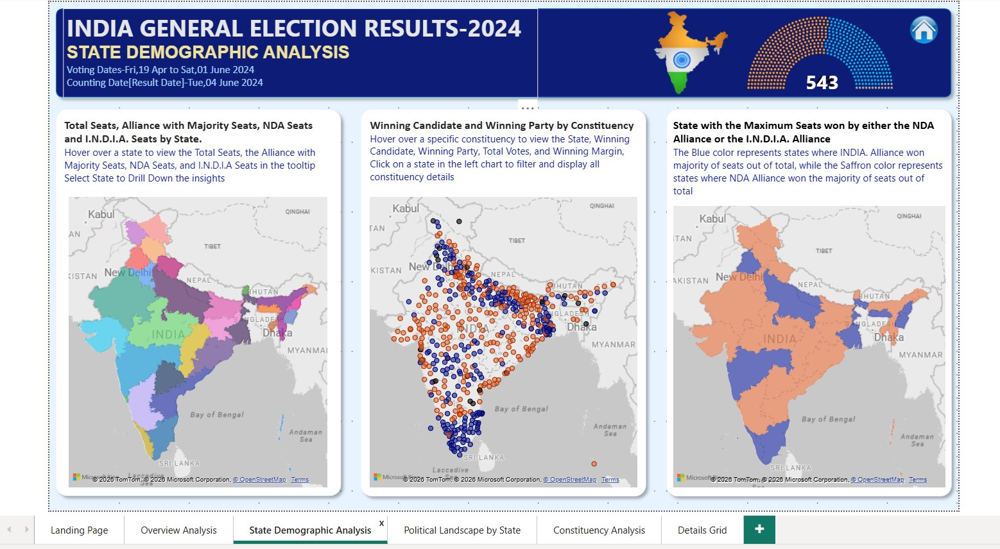 INDIA GENERAL ELECTION RESULTS-2024
STATE DEMOGRAPHIC ANALYSIS
Voting Dates-Fri,19 Apr to Sat,01 June 2024
Counting Date[Result Date]-Tue,04 June 2024
543
Total Seats, Alliance with Majority Seats, NDA Seats
and I.N.D.I.A. Seats by State.
Hover over a state to view the Total Seats, the Alliance with
Majority Seats, NDA Seats, and I.N.D.I.A Seats in the tooltip
Select State to Drill Down the insights
Kabul
QINGHAI
AN
TIBET
New Delhi
KISTAN
NEPAL
BHUTAN
BANGLADESH
INDIA
Dhaka
MYANMA
Bay of Bengal
Andaman
Sea
SRI LANKA
Laccadive
Sea
© 2026 TomTom, © 2026 Microsoft Corporation, © OpenStreetMap Terms
Winning Candidate and Winning Party by Constituency
Hover over a specific constituency to view the State, Winning
Candidate, Winning Party, Total Votes, and Winning Margin,
Click on a state in the left chart to filter and display all
constituency details
Kabul
QINGHAI
TAN
TIBET
New Delhi
KISTAN
NEPAL
BHUTAN
NGLADESH
INDIA
Dhaka
MYANMAR
Bay of Bengal
Andaman
Sea
SRI LANKA
Laccadive
© 2026 TomTom, © 2026 Microsoft Corporation, © OpenStreetMap Terms
State with the Maximum Seats won by either the NDA
Alliance or the I.N.D.I.A. Alliance
The Blue color represents states where INDIA. Alliance won
majority of seats out of total, while the Saffron color represents
states where NDA Alliance won the majority of seats out of
total
Kabul
QINGHAI
TAN
TIBET
New Delhi
AKISTAN
NEPAL
BHUTAN
BANGLADESH
INDIA
Dhaka
MYANMAR
Bay of Bengal
Andaman
Sea
SRI LANKA
Microsoft
© 2026 TomTom, © 2026 Microsoft Corporation, © OpenStreetMap Terms
Landing Page
Overview Analysis
State Demographic Analysis
x
Political Landscape by State
Constituency Analysis
Details Grid
+